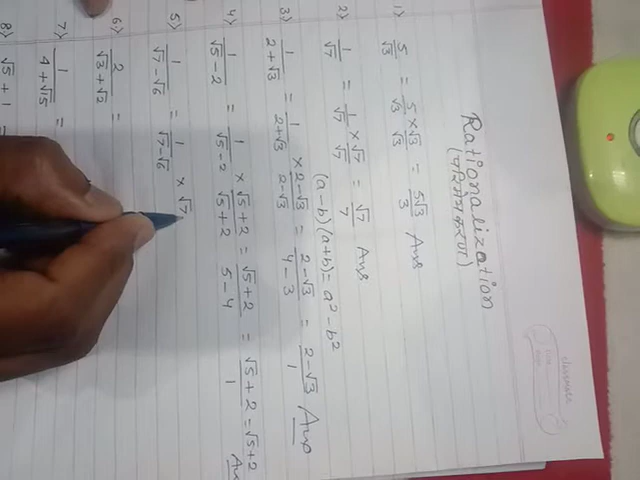 Rationalization
(परिमेयकरण)
1) 5/√3 = 5/√3 × √3/√3 = 5√3/3 Ans
2) 1/√7 = 1/√7 × √7/√7 = √7/7 Ans
(a-b)(a+b) = a² - b²
3) 1/2+√3 = 1/2+√3 × 2-√3/2-√3 = 2-√3/4-3 = 2-√3/1 Ans
4) 1/√5-2 = 1/√5-2 × √5+2/√5+2 = √5+2/5-4 = √5+2/1 = √5+2 An
5) 1/√7-√6 = 1/√7-√6 × √7
6) 2/√3+√2 =
7) 1/4+√5 =
8) √5+1